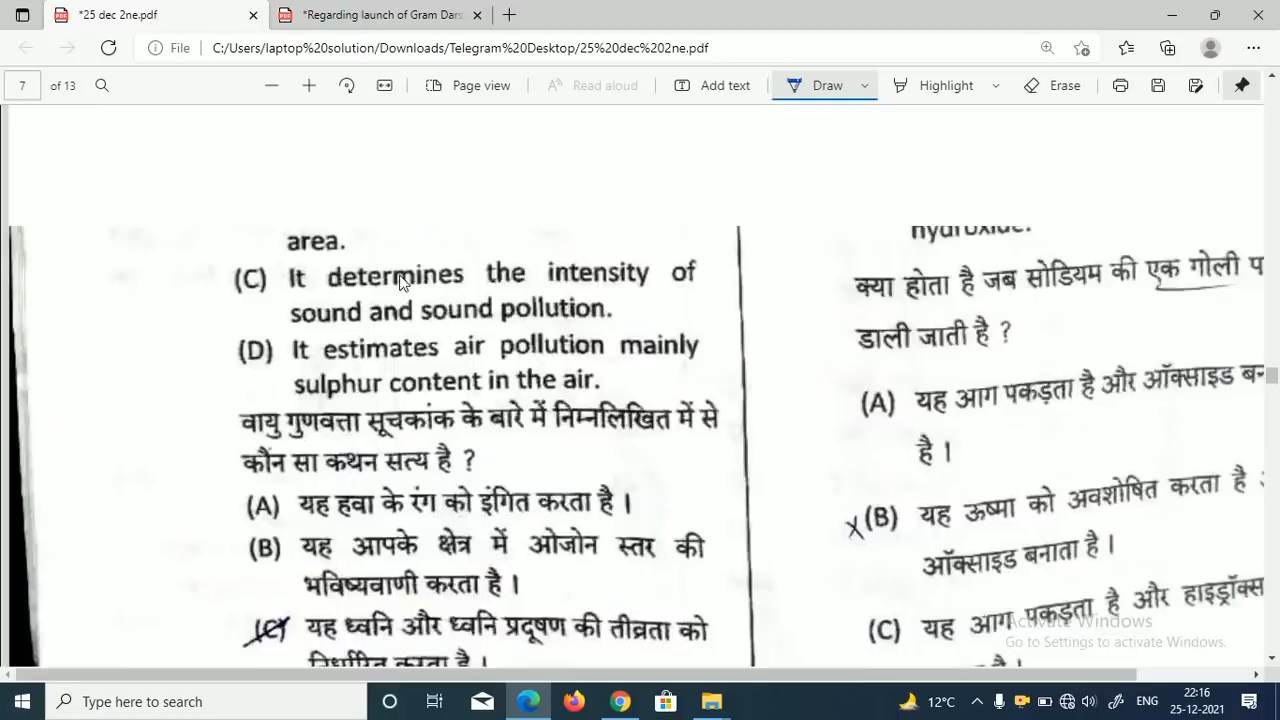 *25 dec 2ne.pdf
*Regarding launch of Gram Dars
File
C:/Users/laptop%20solution/Downloads/Telegram%20Desktop/25%20dec%202ne.pdf
7 of 13
Page view
Read aloud
Add text
Draw
Highlight
Erase
area.
(C) It determines the intensity of
sound and sound pollution.
(D) It estimates air pollution mainly
sulphur content in the air.
वायु गुणवत्ता सूचकांक के बारे में निम्नलिखित में से
कौन सा कथन सत्य है ?
(A) यह हवा के रंग को इंगित करता है ।
(B) यह आपके क्षेत्र में ओजोन स्तर की
भविष्यवाणी करता है ।
(C) यह ध्वनि और ध्वनि प्रदूषण की तीव्रता को
निर्धारित करता है ।
hydroxide.
क्या होता है जब सोडियम की एक गोली प
डाली जाती है ?
(A) यह आग पकड़ता है और ऑक्साइड बन
है ।
x(B) यह ऊष्मा को अवशोषित करता है
ऑक्साइड बनाता है ।
(C) यह आग पकड़ता है और हाइड्रॉक्स
Activate Windows
Go to Settings to activate Windows.
Type here to search
12°C
ENG
22:16
25-12-2021